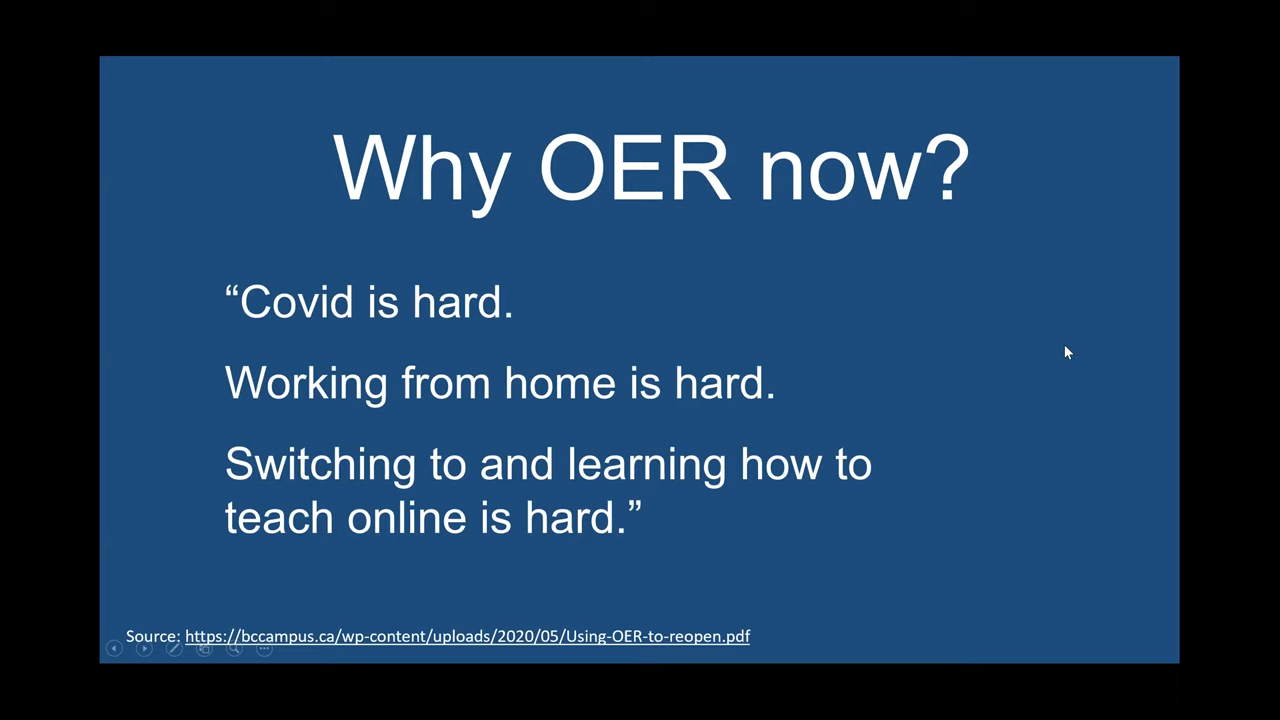 Why OER now?
“Covid is hard.
Working from home is hard.
Switching to and learning how to
teach online is hard.”
Source: https://bccampus.ca/wp-content/uploads/2020/05/Using-OER-to-reopen.pdf